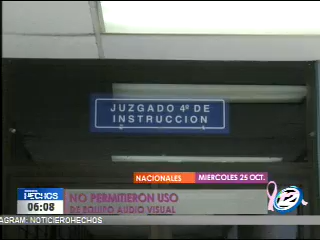 JUZGADO 4º DE
INSTRUCCION
NACIONALES
MIERCOLES 25 OCT.
HECHOS
06:08
NO PERMITIERON USO
DE EQUIPO AUDIO VISUAL
12
AGRAM: NOTICIEROHECHOS